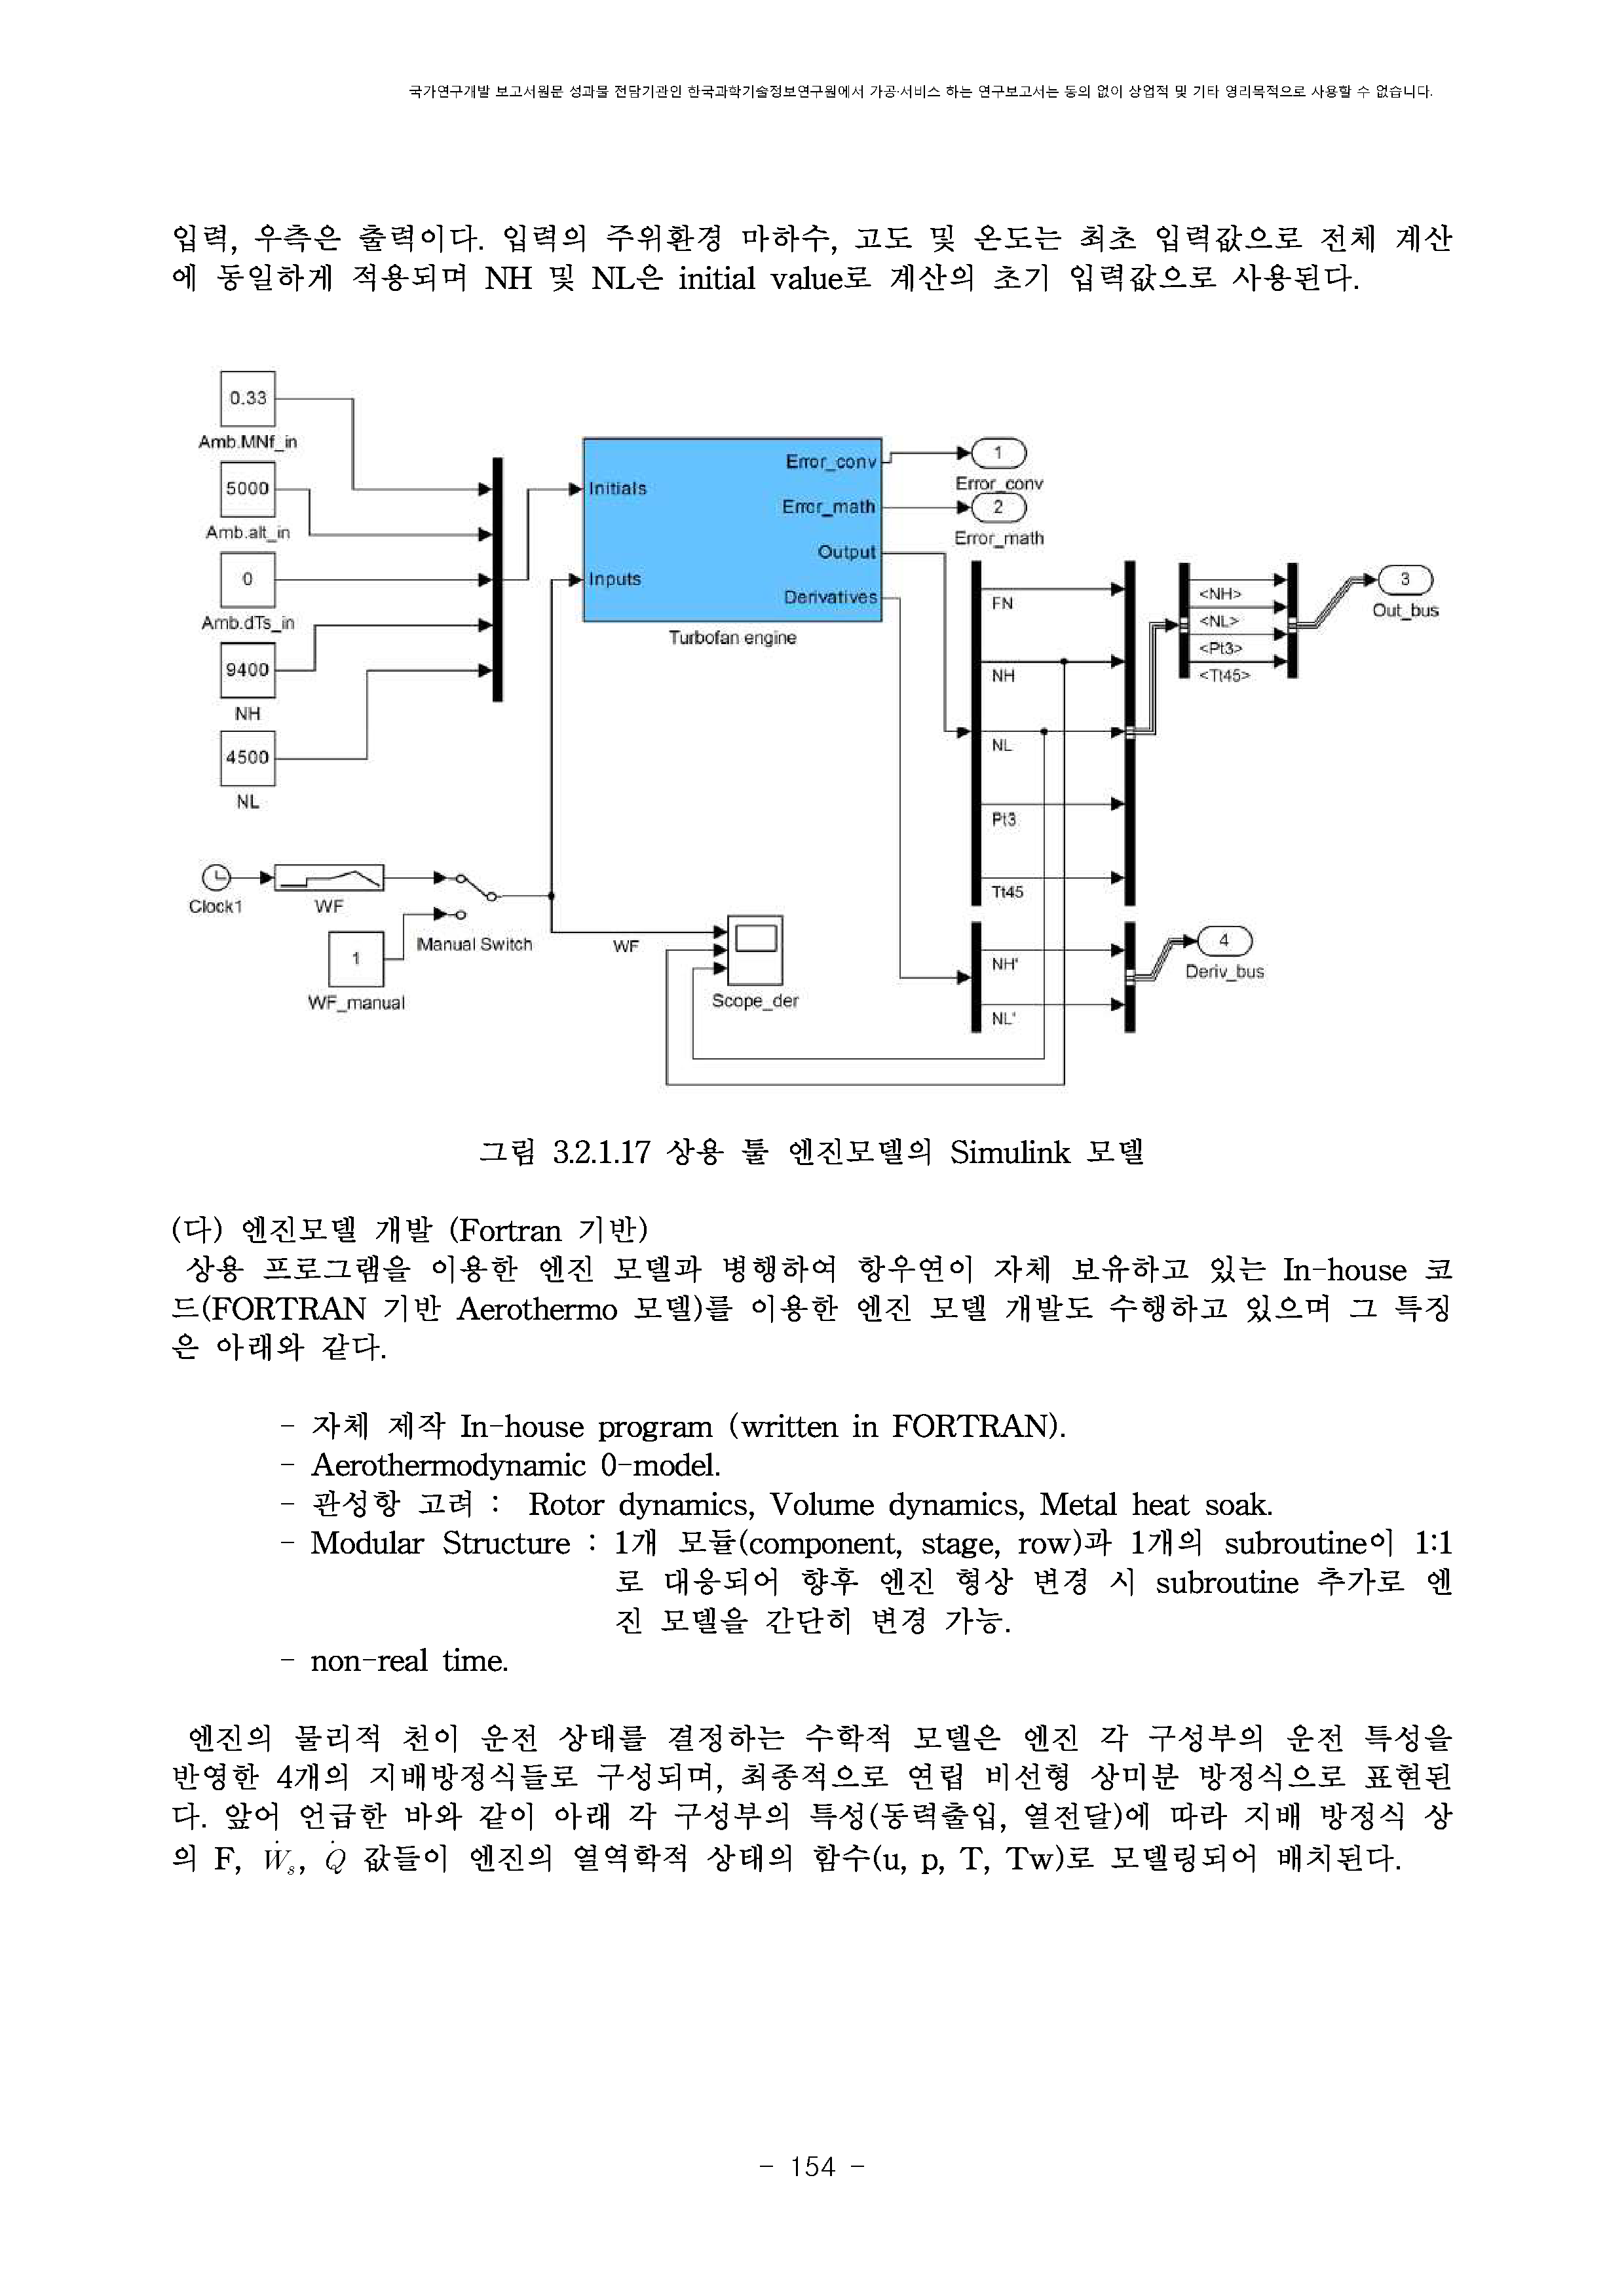 국가연구개발 보고서원문 성과물 전담기관인 한국과학기술정보연구원에서 가공·서비스 하는 연구보고서는 동의 없이 상업적 및 기타 영리목적으로 사용할 수 없습니다.
입력, 우측은 출력이다. 입력의 주위환경 마하수, 고도 및 온도는 최초 입력값으로 전체 계산
에 동일하게 적용되며 NH 및 NL은 initial value로 계산의 초기 입력값으로 사용된다.
0.33
Amb.MNf_in
5000
Amb.alt_in
0
Amb.dTs_in
9400
NH
4500
NL
Clock1
WF
1
WF_manual
Manual Switch
WF
Scope_der
Initials
Inputs
Error_conv
Error_math
Output
Derivatives
Turbofan engine
1
Error_conv
2
Error_math
FN
NH
NL
Pt3
Tt45
NH'
NL'
<NH>
<NL>
<Pt3>
<Tt45>
3
Out_bus
4
Deriv_bus
그림 3.2.1.17 상용 툴 엔진모델의 Simulink 모델
(다) 엔진모델 개발 (Fortran 기반)
상용 프로그램을 이용한 엔진 모델과 병행하여 항우연이 자체 보유하고 있는 In-house 코
드(FORTRAN 기반 Aerothermo 모델)를 이용한 엔진 모델 개발도 수행하고 있으며 그 특징
은 아래와 같다.
- 자체 제작 In-house program (written in FORTRAN).
- Aerothermodynamic 0-model.
- 관성항 고려 : Rotor dynamics, Volume dynamics, Metal heat soak.
- Modular Structure : 1개 모듈(component, stage, row)과 1개의 subroutine이 1:1
로 대응되어 향후 엔진 형상 변경 시 subroutine 추가로 엔
진 모델을 간단히 변경 가능.
- non-real time.
엔진의 물리적 천이 운전 상태를 결정하는 수학적 모델은 엔진 각 구성부의 운전 특성을
반영한 4개의 지배방정식들로 구성되며, 최종적으로 연립 비선형 상미분 방정식으로 표현된
다. 앞어 언급한 바와 같이 아래 각 구성부의 특성(동력출입, 열전달)에 따라 지배 방정식 상
의 F, Ẇₛ, Q̇ 값들이 엔진의 열역학적 상태의 함수(u, p, T, Tw)로 모델링되어 배치된다.
- 154 -